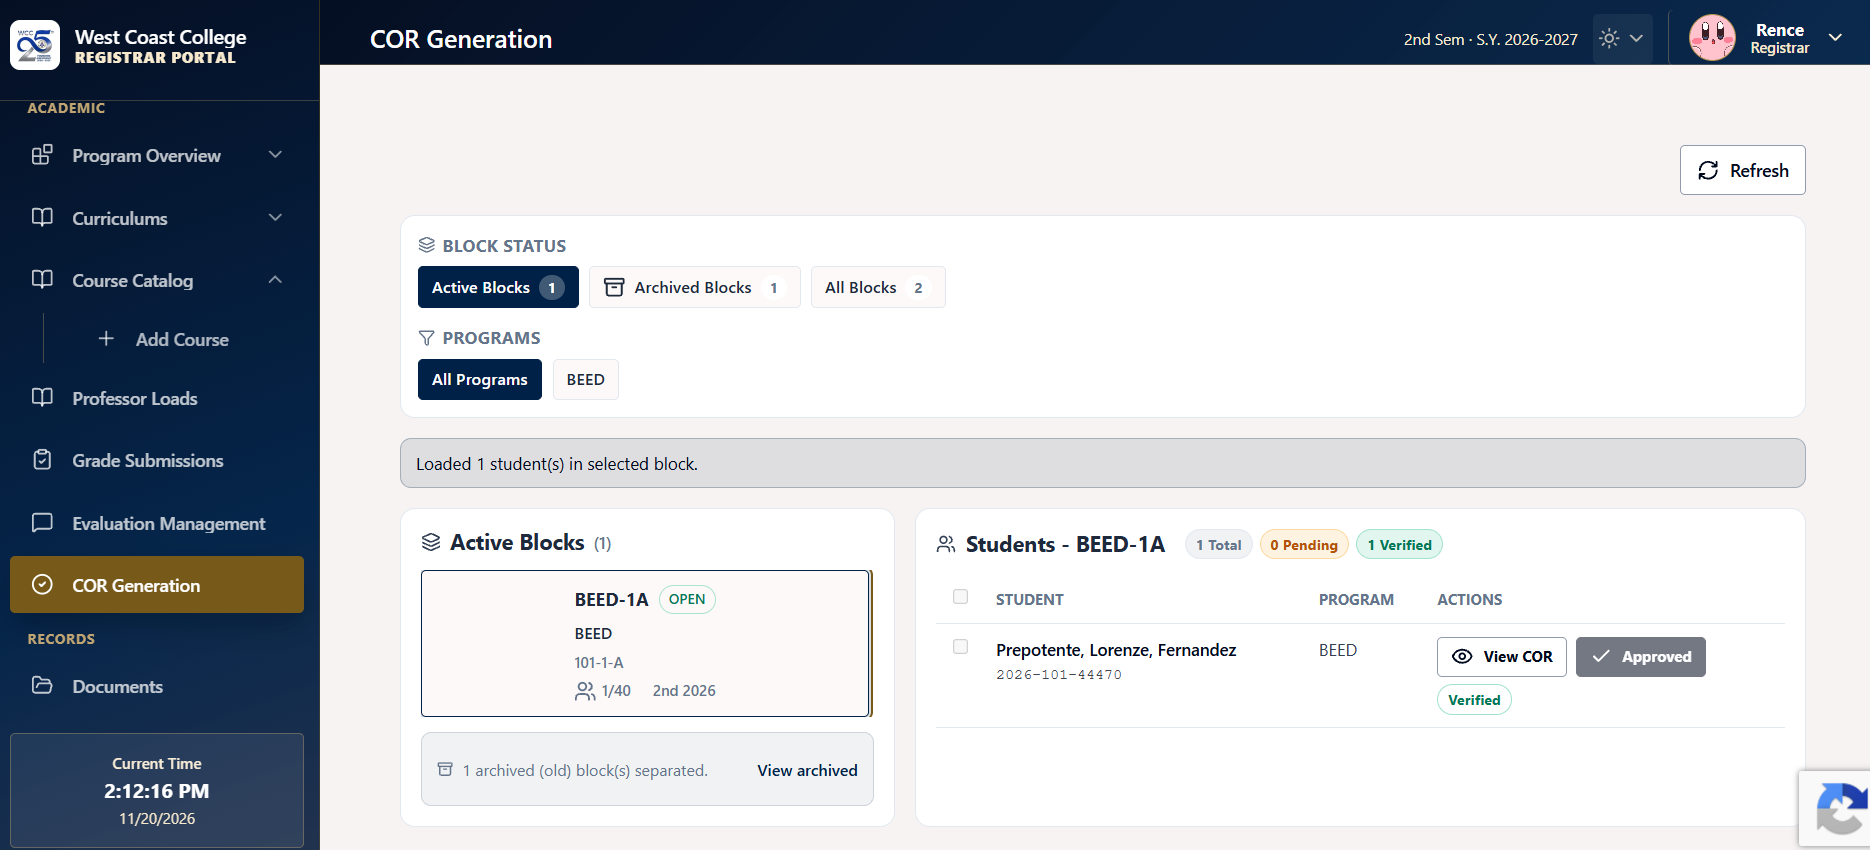 WCC 25
West Coast College
REGISTRAR PORTAL
COR Generation
2nd Sem · S.Y. 2026-2027
Rence
Registrar
ACADEMIC
Program Overview
Curriculums
Course Catalog
Add Course
Professor Loads
Grade Submissions
Evaluation Management
COR Generation
RECORDS
Documents
Current Time
2:12:16 PM
11/20/2026
Refresh
BLOCK STATUS
Active Blocks 1
Archived Blocks 1
All Blocks 2
PROGRAMS
All Programs
BEED
Loaded 1 student(s) in selected block.
Active Blocks (1)
BEED-1A OPEN
BEED
101-1-A
1/40 2nd 2026
1 archived (old) block(s) separated. View archived
Students - BEED-1A 1 Total 0 Pending 1 Verified
STUDENT PROGRAM ACTIONS
Prepotente, Lorenze, Fernandez BEED View COR Approved
2026-101-44470
Verified